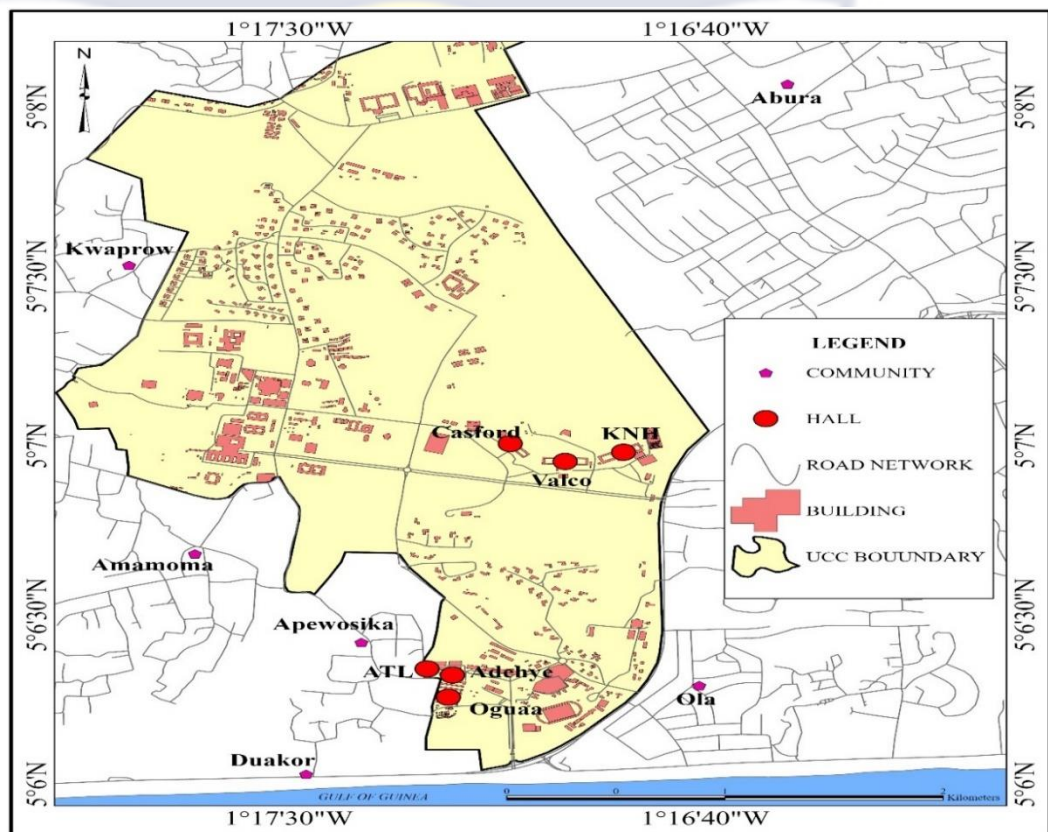 1°17'30"W
1°16'40"W
N
5°8'N
5°8'N
Abura
Kwaprow
5°7'30"N
5°7'30"N
LEGEND
COMMUNITY
HALL
ROAD NETWORK
BUILDING
UCC BOUUNDARY
Casford
KNH
Valco
5°7'N
5°7'N
Amamoma
5°6'30"N
5°6'30"N
Apewosika
ATL
Adehye
Oguaa
Ola
Duakor
5°6'N
5°6'N
GULF OF GUINEA
0 0 1 2
Kilometers
1°17'30"W
1°16'40"W